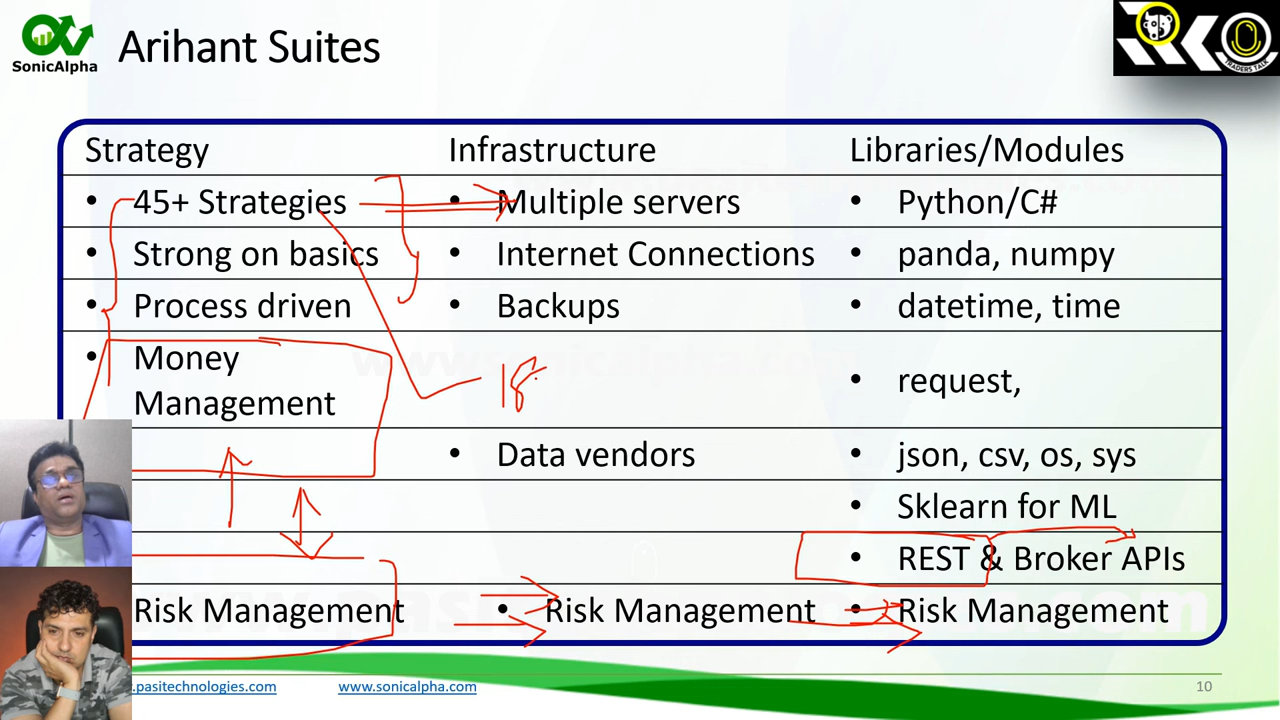 SonicAlpha
Arihant Suites
TRADERS TALK
Strategy Infrastructure Libraries/Modules
• 45+ Strategies • Multiple servers • Python/C#
• Strong on basics • Internet Connections • panda, numpy
• Process driven • Backups • datetime, time
• Money
Management
18
• request,
• Data vendors • json, csv, os, sys
• Sklearn for ML
• REST & Broker APIs
Risk Management • Risk Management • Risk Management
.pasitechnologies.com www.sonicalpha.com 10